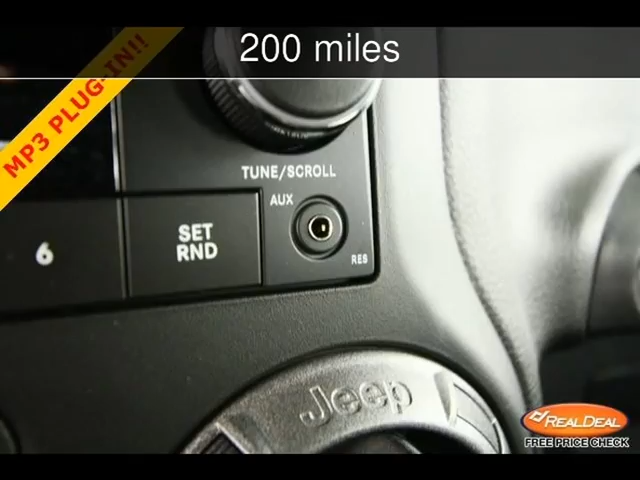 200 miles
MP3 PLUG-IN!!
TUNE/SCROLL
AUX
SET
RND
6
RES
Jeep
REALDEAL
FREE PRICE CHECK